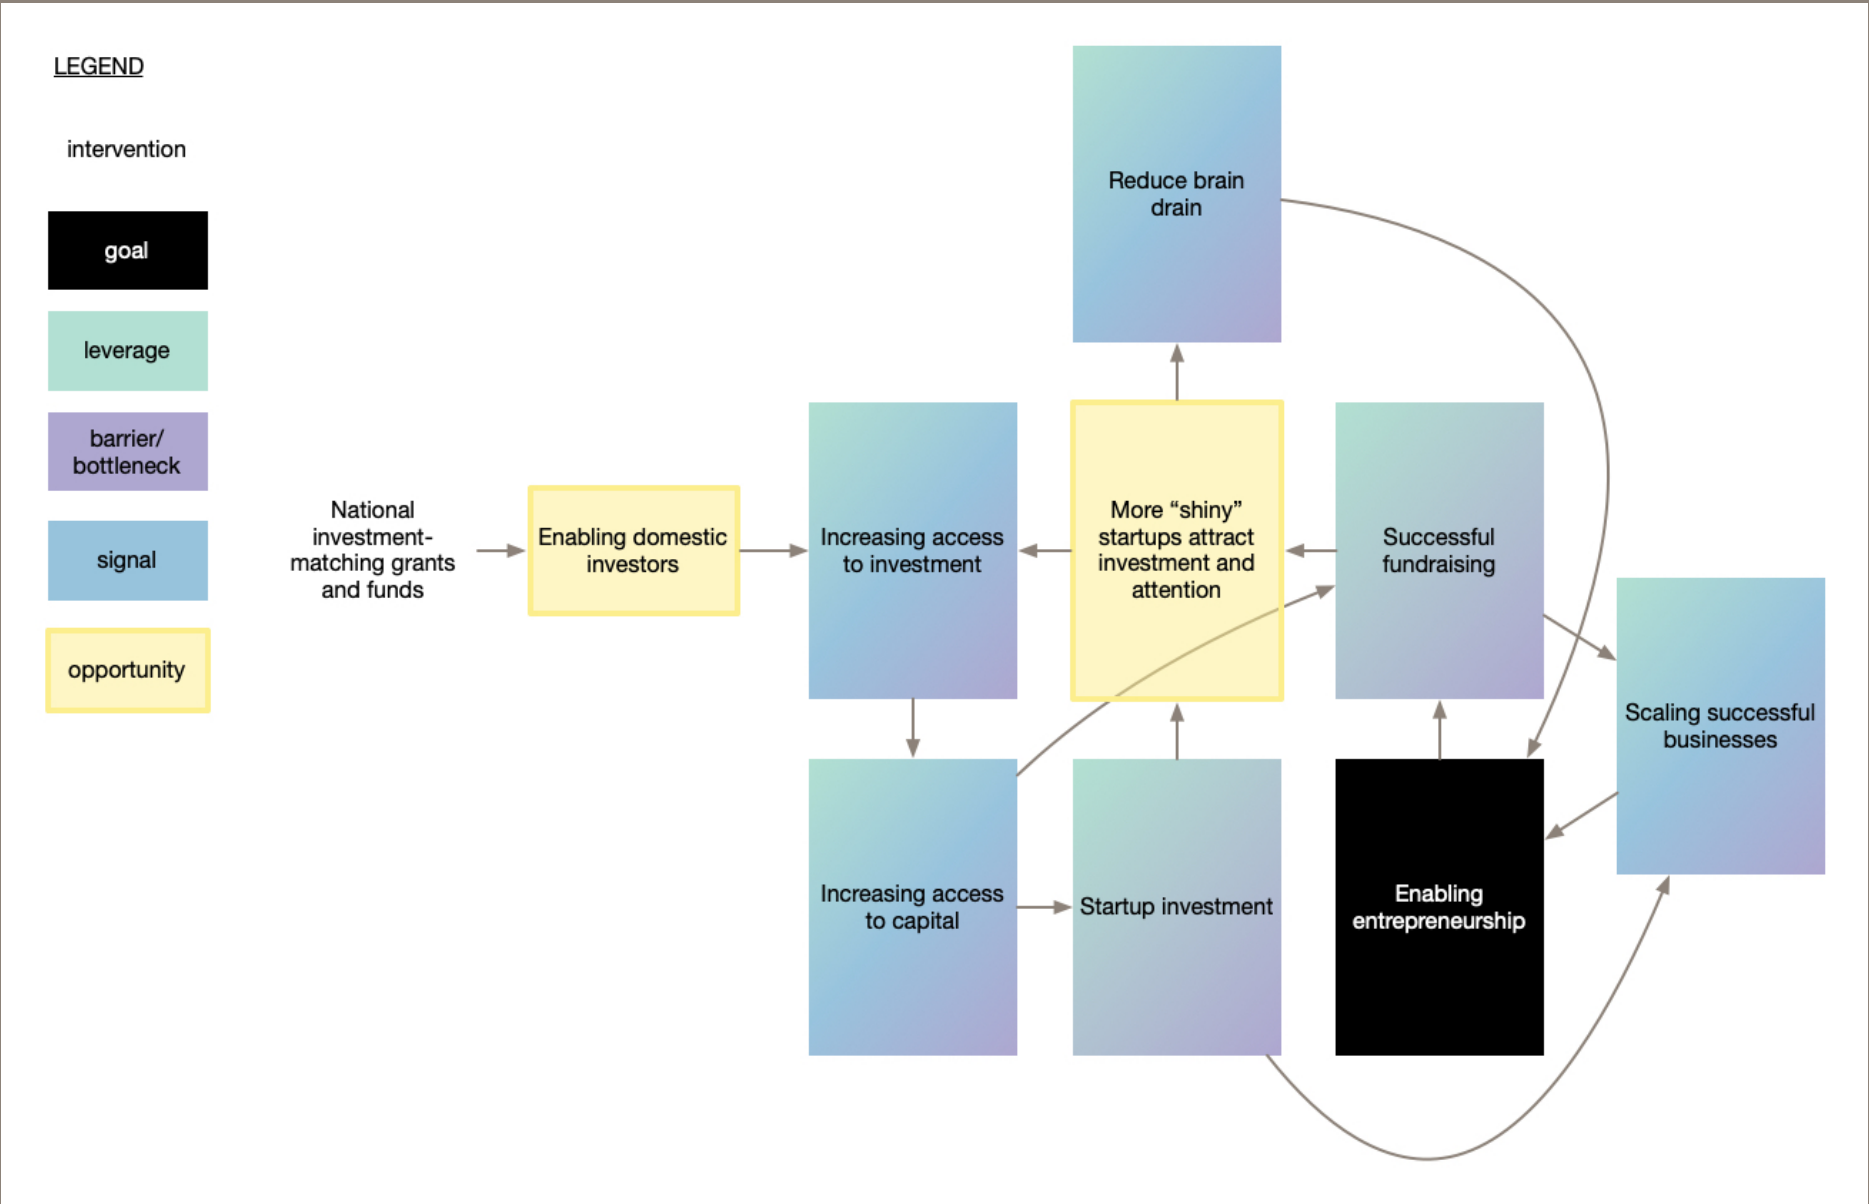 LEGEND
intervention
goal
leverage
barrier/
bottleneck
signal
opportunity
National
investment-
matching grants
and funds
Enabling domestic
investors
Increasing access
to investment
More “shiny”
startups attract
investment and
attention
Reduce brain
drain
Successful
fundraising
Scaling successful
businesses
Increasing access
to capital
Startup investment
Enabling
entrepreneurship